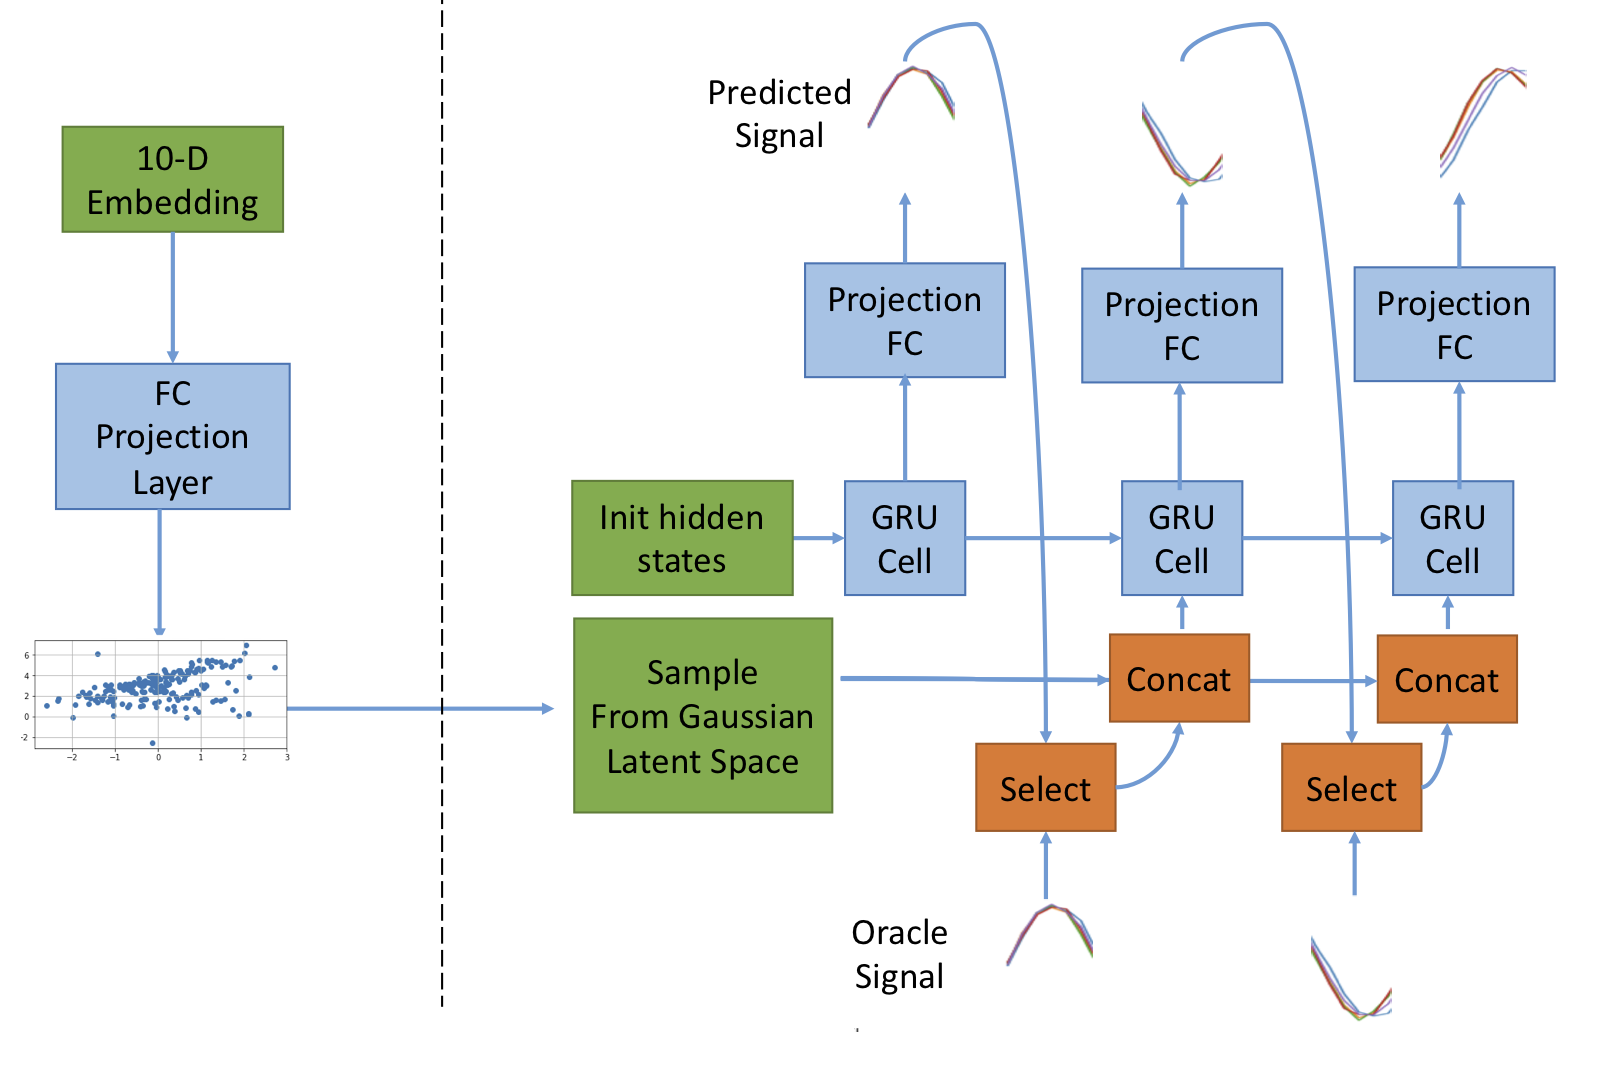 10-D
Embedding
FC
Projection
Layer
6
4
2
0
-2
−2
−1
0
1
2
3
Predicted
Signal
Projection
FC
Projection
FC
Projection
FC
Init hidden
states
GRU
Cell
GRU
Cell
GRU
Cell
Sample
From Gaussian
Latent Space
Concat
Concat
Select
Select
Oracle
Signal